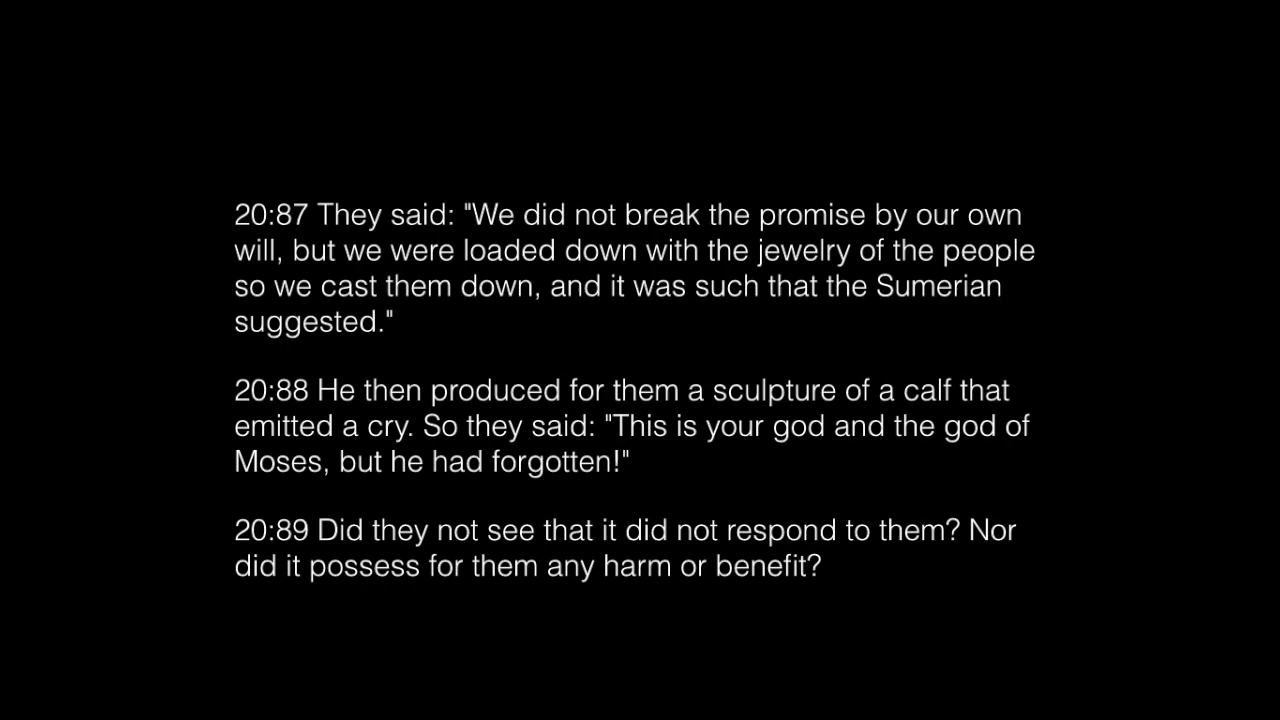 20:87 They said: "We did not break the promise by our own
will, but we were loaded down with the jewelry of the people
so we cast them down, and it was such that the Sumerian
suggested."
20:88 He then produced for them a sculpture of a calf that
emitted a cry. So they said: "This is your god and the god of
Moses, but he had forgotten!"
20:89 Did they not see that it did not respond to them? Nor
did it possess for them any harm or benefit?